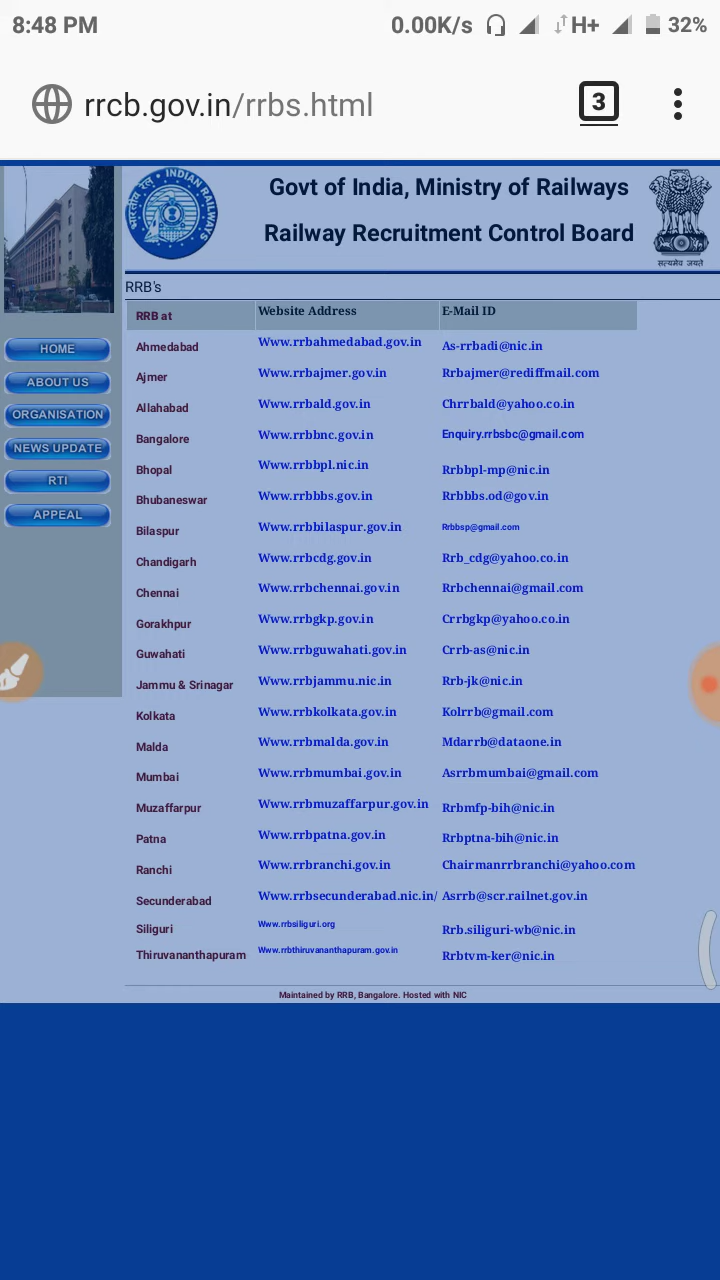 8:48 PM 0.00K/s H+ 32%
rrcb.gov.in/rrbs.html 3
Govt of India, Ministry of Railways
Railway Recruitment Control Board
INDIAN RAILWAYS
भारतीय रेल
सत्यमेव जयते
RRB's
HOME
ABOUT US
ORGANISATION
NEWS UPDATE
RTI
APPEAL
RRB at Website Address E-Mail ID
Ahmedabad Www.rrbahmedabad.gov.in As-rrbadi@nic.in
Ajmer Www.rrbajmer.gov.in Rrbajmer@rediffmail.com
Allahabad Www.rrbald.gov.in Chrrbald@yahoo.co.in
Bangalore Www.rrbbnc.gov.in Enquiry.rrbsbc@gmail.com
Bhopal Www.rrbbpl.nic.in Rrbbpl-mp@nic.in
Bhubaneswar Www.rrbbbs.gov.in Rrbbbs.od@gov.in
Bilaspur Www.rrbbilaspur.gov.in Rrbbsp@gmail.com
Chandigarh Www.rrbcdg.gov.in Rrb_cdg@yahoo.co.in
Chennai Www.rrbchennai.gov.in Rrbchennai@gmail.com
Gorakhpur Www.rrbgkp.gov.in Crrbgkp@yahoo.co.in
Guwahati Www.rrbguwahati.gov.in Crrb-as@nic.in
Jammu & Srinagar Www.rrbjammu.nic.in Rrb-jk@nic.in
Kolkata Www.rrbkolkata.gov.in Kolrrb@gmail.com
Malda Www.rrbmalda.gov.in Mdarrb@dataone.in
Mumbai Www.rrbmumbai.gov.in Asrrbmumbai@gmail.com
Muzaffarpur Www.rrbmuzaffarpur.gov.in Rrbmfp-bih@nic.in
Patna Www.rrbpatna.gov.in Rrbptna-bih@nic.in
Ranchi Www.rrbranchi.gov.in Chairmanrrbranchi@yahoo.com
Secunderabad Www.rrbsecunderabad.nic.in/ Asrrb@scr.railnet.gov.in
Siliguri Www.rrbsiliguri.org Rrb.siliguri-wb@nic.in
Thiruvananthapuram Www.rrbthiruvananthapuram.gov.in Rrbtvm-ker@nic.in
Maintained by RRB, Bangalore. Hosted with NIC